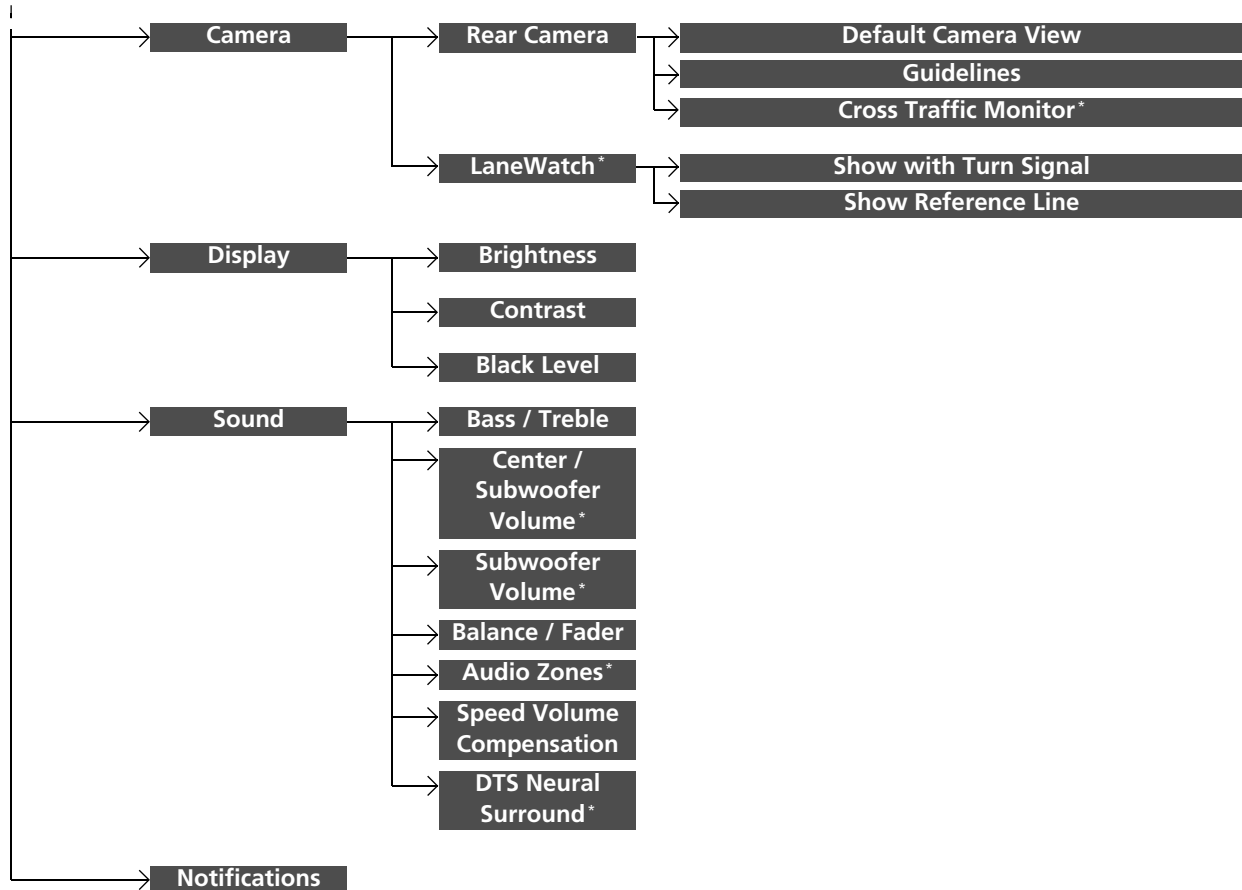 Camera
Rear Camera
Default Camera View
Guidelines
Cross Traffic Monitor*
LaneWatch*
Show with Turn Signal
Show Reference Line
Display
Brightness
Contrast
Black Level
Sound
Bass / Treble
Center /
Subwoofer
Volume*
Subwoofer
Volume*
Balance / Fader
Audio Zones*
Speed Volume
Compensation
DTS Neural
Surround*
Notifications